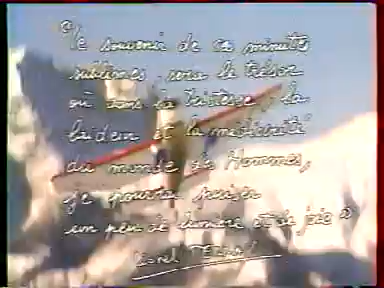 "le souvenir de ces minutes
sublimes, sera le trésor
où dans la tristesse, la
laideur et la médiocrité
du monde des Hommes,
je pourrai puiser
un peu de lumière et de joie"
Lionel